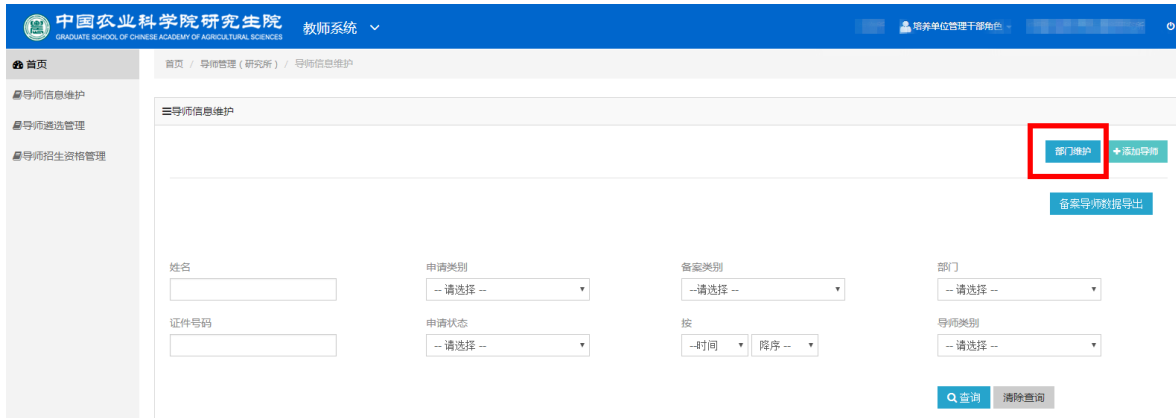 中国农业科学院研究生院
GRADUATE SCHOOL OF CHINESE ACADEMY OF AGRICULTURAL SCIENCES
教师系统
培养单位管理干部角色
首页
首页 / 导师管理(研究所) / 导师信息维护
导师信息维护
导师遴选管理
导师招生资格管理
导师信息维护
部门维护
+添加导师
备案导师数据导出
姓名 申请类别 备案类别 部门
-- 请选择 -- --请选择 -- -- 请选择 --
证件号码 申请状态 按 导师类别
-- 请选择 -- --时间 降序 -- -- 请选择 --
查询 清除查询